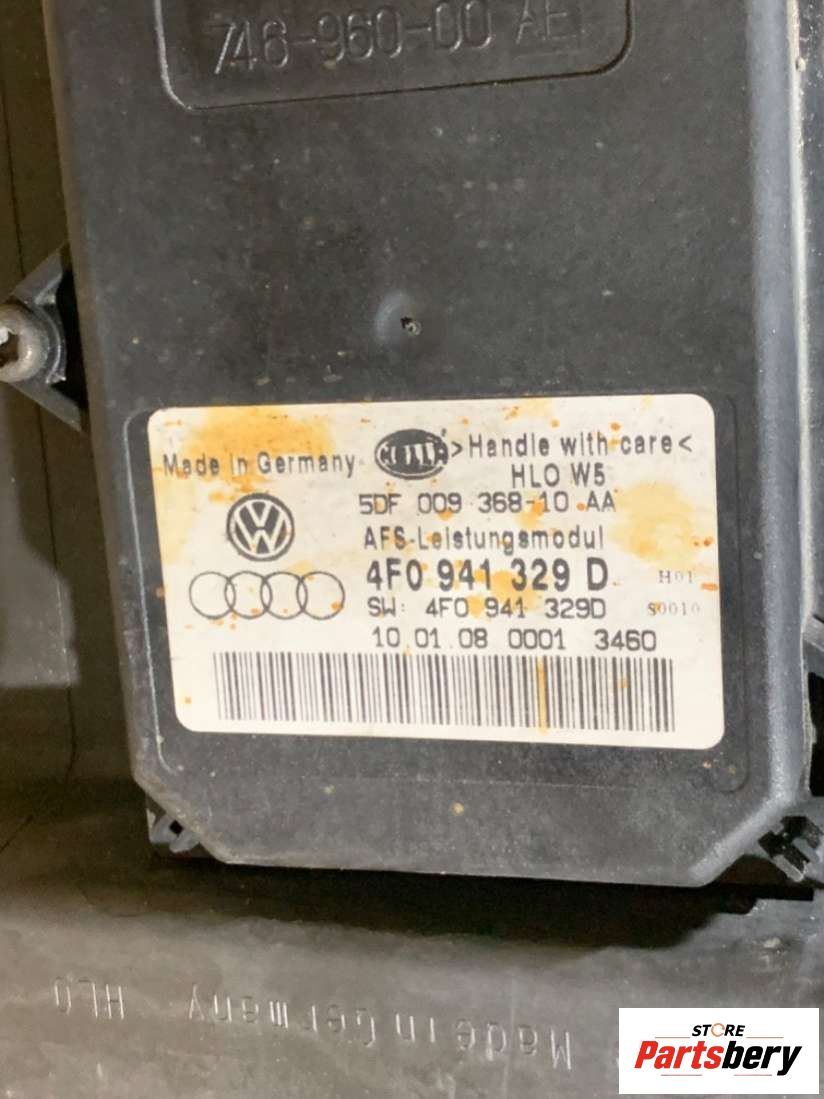 746-960-00 AE
Made in Germany
HELLA
>Handle with care<
HLO W5
5DF 009 368-10 AA
AFS-Leistungsmodul
4F0 941 329 D H01
SW: 4F0 941 329D S0010
10.01.08 0001 3460
Made in Germany HLO
STORE
Partsbery